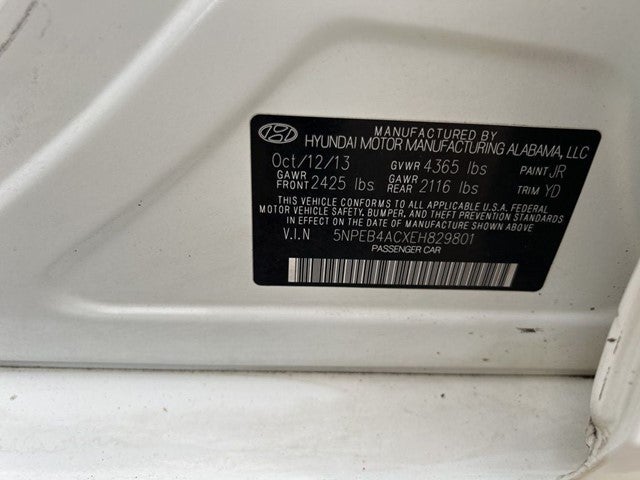 MANUFACTURED BY
HYUNDAI MOTOR MANUFACTURING ALABAMA, LLC
Oct/12/13 GVWR 4365 lbs PAINT JR
GAWR FRONT 2425 lbs GAWR REAR 2116 lbs TRIM YD
THIS VEHICLE CONFORMS TO ALL APPLICABLE U.S.A. FEDERAL
MOTOR VEHICLE SAFETY, BUMPER, AND THEFT PREVENTION STANDARDS
IN EFFECT ON THE DATE OF MANUFACTURE SHOWN ABOVE.
V.I.N 5NPEB4ACXEH829801
PASSENGER CAR